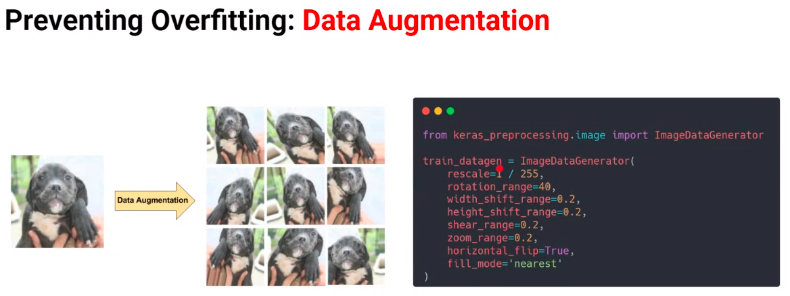 Preventing Overfitting: Data Augmentation
Data Augmentation
from keras_preprocessing.image import ImageDataGenerator
train_datagen = ImageDataGenerator(
rescale=1 / 255,
rotation_range=40,
width_shift_range=0.2,
height_shift_range=0.2,
shear_range=0.2,
zoom_range=0.2,
horizontal_flip=True,
fill_mode='nearest'
)